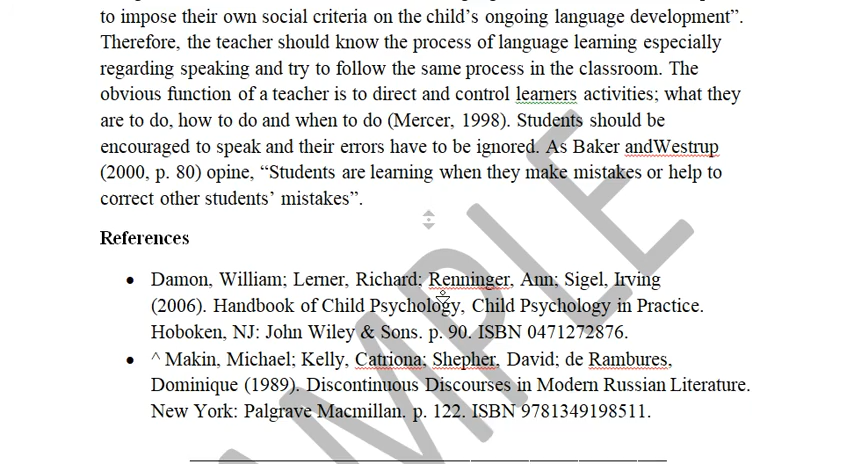 to impose their own social criteria on the child's ongoing language development”.
Therefore, the teacher should know the process of language learning especially
regarding speaking and try to follow the same process in the classroom. The
obvious function of a teacher is to direct and control learners activities; what they
are to do, how to do and when to do (Mercer, 1998). Students should be
encouraged to speak and their errors have to be ignored. As Baker andWestrup
(2000, p. 80) opine, “Students are learning when they make mistakes or help to
correct other students’ mistakes”.
References
• Damon, William; Lerner, Richard; Renninger, Ann; Sigel, Irving
(2006). Handbook of Child Psychology, Child Psychology in Practice.
Hoboken, NJ: John Wiley & Sons. p. 90. ISBN 0471272876.
• ^ Makin, Michael; Kelly, Catriona; Shepher, David; de Rambures,
Dominique (1989). Discontinuous Discourses in Modern Russian Literature.
New York: Palgrave Macmillan. p. 122. ISBN 9781349198511.